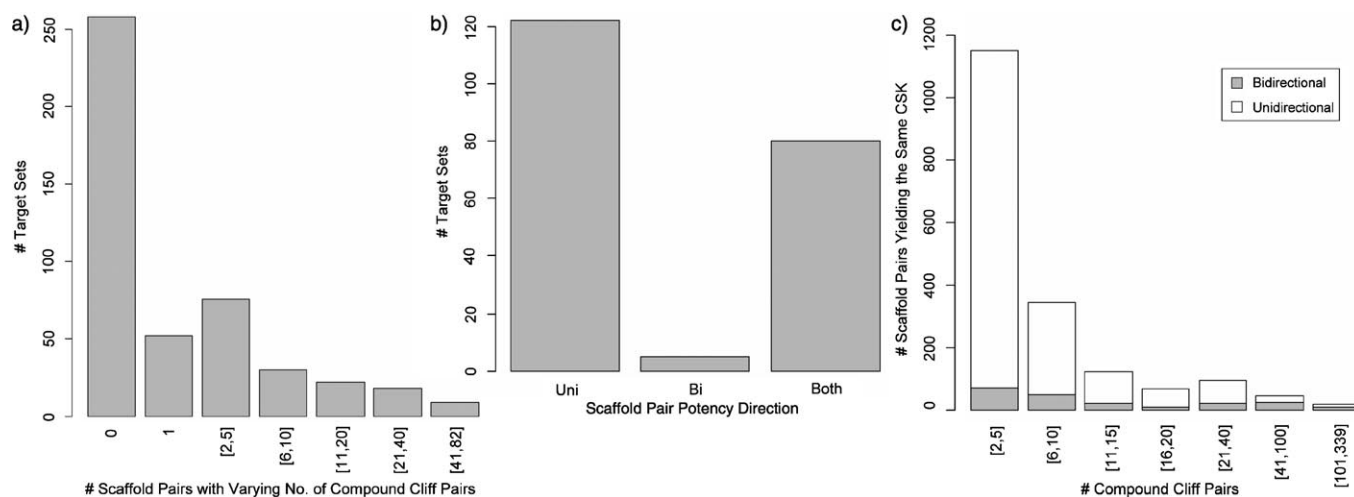 a)
# Target Sets
250
200
150
100
50
0
0
1
[2,5]
[6,10]
[11,20]
[21,40]
[41,82]
# Scaffold Pairs with Varying No. of Compound Cliff Pairs
b)
# Target Sets
120
100
80
60
40
20
0
Uni
Bi
Both
Scaffold Pair Potency Direction
c)
# Scaffold Pairs Yielding the Same CSK
1200
1000
800
600
400
200
0
Bidirectional
Unidirectional
[2,5]
[6,10]
[11,15]
[16,20]
[21,40]
[41,100]
[101,339]
# Compound Cliff Pairs